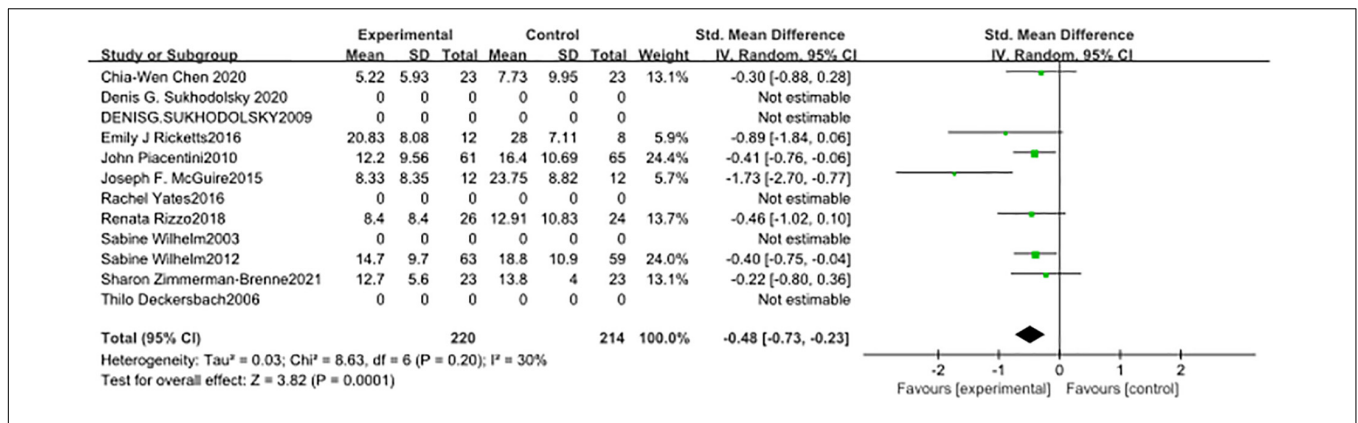 Experimental Control Std. Mean Difference Std. Mean Difference
Study or Subgroup Mean SD Total Mean SD Total Weight IV. Random, 95% CI IV. Random, 95% CI
Chia-Wen Chen 2020 5.22 5.93 23 7.73 9.95 23 13.1% -0.30 [-0.88, 0.28]
Denis G. Sukhodolsky 2020 0 0 0 0 0 0 Not estimable
DENISG.SUKHODOLSKY2009 0 0 0 0 0 0 Not estimable
Emily J Ricketts2016 20.83 8.08 12 28 7.11 8 5.9% -0.89 [-1.84, 0.06]
John Piacentini2010 12.2 9.56 61 16.4 10.69 65 24.4% -0.41 [-0.76, -0.06]
Joseph F. McGuire2015 8.33 8.35 12 23.75 8.82 12 5.7% -1.73 [-2.70, -0.77]
Rachel Yates2016 0 0 0 0 0 0 Not estimable
Renata Rizzo2018 8.4 8.4 26 12.91 10.83 24 13.7% -0.46 [-1.02, 0.10]
Sabine Wilhelm2003 0 0 0 0 0 0 Not estimable
Sabine Wilhelm2012 14.7 9.7 63 18.8 10.9 59 24.0% -0.40 [-0.75, -0.04]
Sharon Zimmerman-Brenne2021 12.7 5.6 23 13.8 4 23 13.1% -0.22 [-0.80, 0.36]
Thilo Deckersbach2006 0 0 0 0 0 0 Not estimable
Total (95% CI) 220 214 100.0% -0.48 [-0.73, -0.23]
Heterogeneity: Tau² = 0.03; Chi² = 8.63, df = 6 (P = 0.20); I² = 30%
Test for overall effect: Z = 3.82 (P = 0.0001)
-2 -1 0 1 2
Favours [experimental] Favours [control]